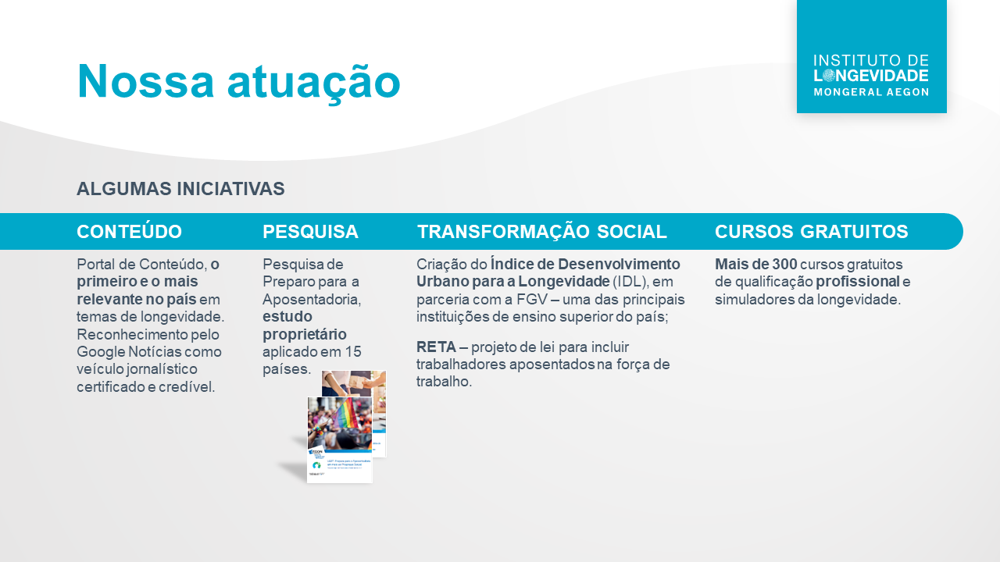 Nossa atuação
INSTITUTO DE
LONGEVIDADE
MONGERAL AEGON
ALGUMAS INICIATIVAS
CONTEÚDO
Portal de Conteúdo, o
primeiro e o mais
relevante no país em
temas de longevidade.
Reconhecimento pelo
Google Notícias como
veículo jornalístico
certificado e credível.
PESQUISA
Pesquisa de
Preparo para a
Aposentadoria,
estudo
proprietário
aplicado em 15
países.
TRANSFORMAÇÃO SOCIAL
Criação do Índice de Desenvolvimento
Urbano para a Longevidade (IDL), em
parceria com a FGV – uma das principais
instituições de ensino superior do país;
RETA – projeto de lei para incluir
trabalhadores aposentados na força de
trabalho.
CURSOS GRATUITOS
Mais de 300 cursos gratuitos
de qualificação profissional e
simuladores da longevidade.